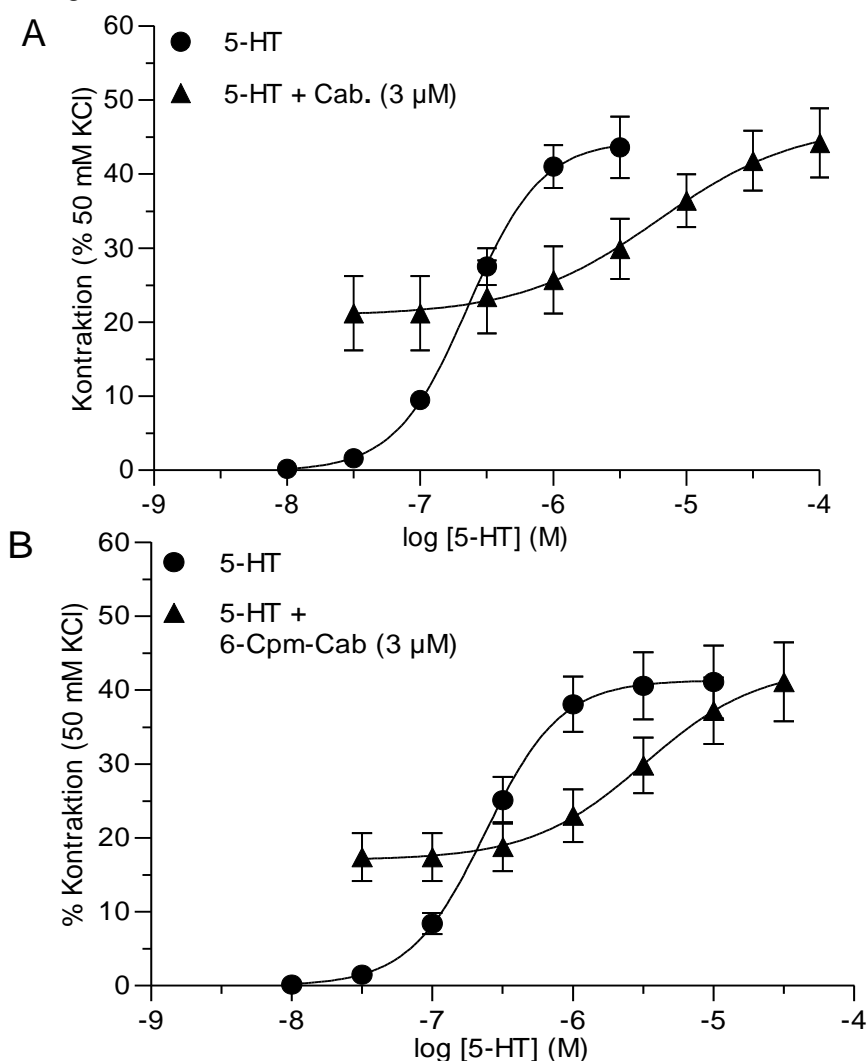 A
60
50
40
30
20
10
0
Kontraktion (% 50 mM KCl)
5-HT
5-HT + Cab. (3 µM)
-9 -8 -7 -6 -5 -4
log [5-HT] (M)
B
60
50
40
30
20
10
0
% Kontraktion (50 mM KCl)
5-HT
5-HT +
6-Cpm-Cab (3 µM)
-9 -8 -7 -6 -5 -4
log [5-HT] (M)